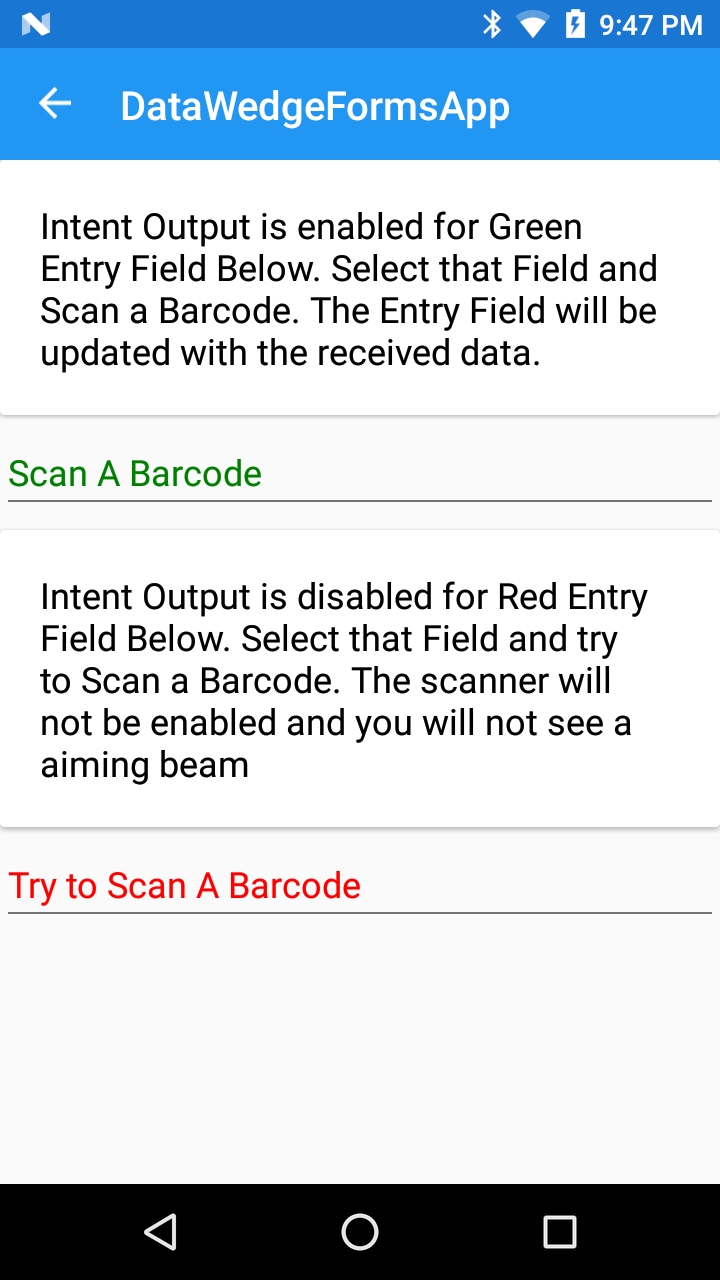 9:47 PM
DataWedgeFormsApp
Intent Output is enabled for Green
Entry Field Below. Select that Field and
Scan a Barcode. The Entry Field will be
updated with the received data.
Scan A Barcode
Intent Output is disabled for Red Entry
Field Below. Select that Field and try
to Scan a Barcode. The scanner will
not be enabled and you will not see a
aiming beam
Try to Scan A Barcode